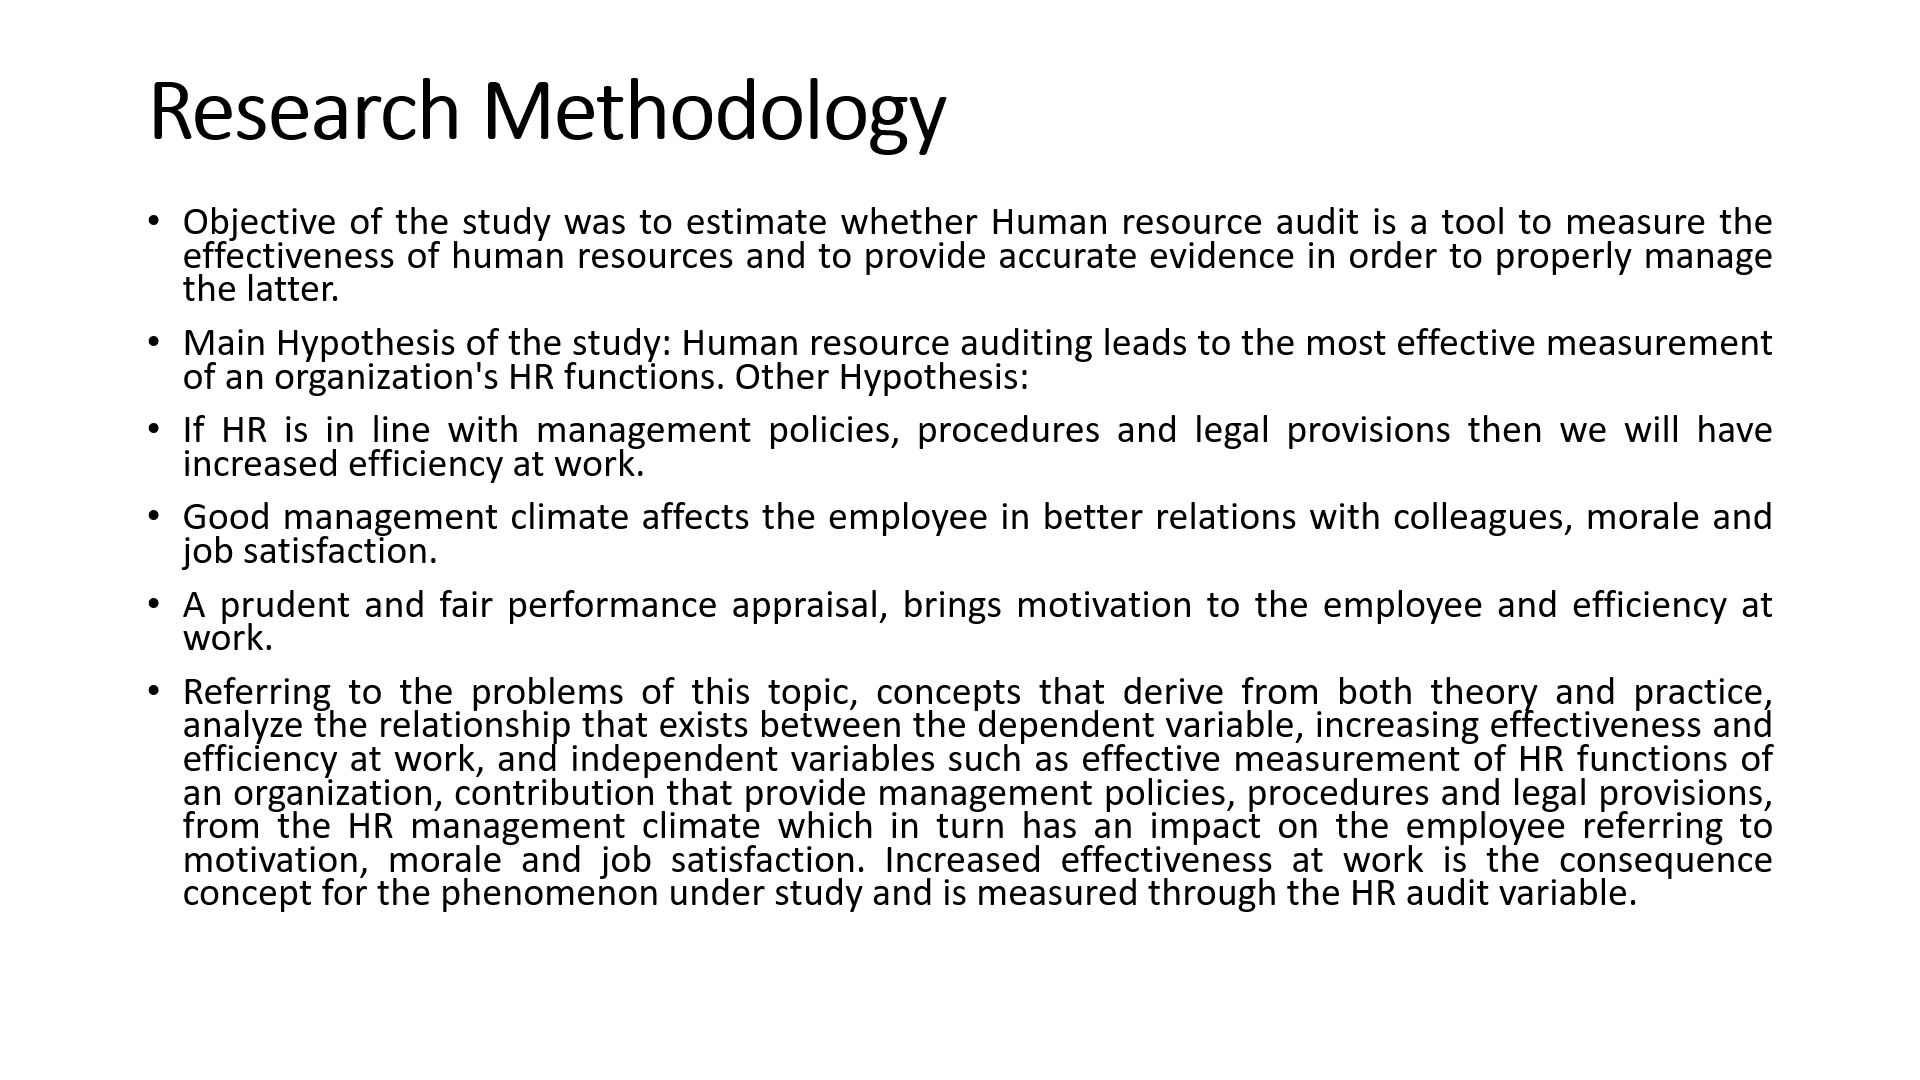 Research Methodology
• Objective of the study was to estimate whether Human resource audit is a tool to measure the
effectiveness of human resources and to provide accurate evidence in order to properly manage
the latter.
• Main Hypothesis of the study: Human resource auditing leads to the most effective measurement
of an organization's HR functions. Other Hypothesis:
• If HR is in line with management policies, procedures and legal provisions then we will have
increased efficiency at work.
• Good management climate affects the employee in better relations with colleagues, morale and
job satisfaction.
• A prudent and fair performance appraisal, brings motivation to the employee and efficiency at
work.
• Referring to the problems of this topic, concepts that derive from both theory and practice,
analyze the relationship that exists between the dependent variable, increasing effectiveness and
efficiency at work, and independent variables such as effective measurement of HR functions of
an organization, contribution that provide management policies, procedures and legal provisions,
from the HR management climate which in turn has an impact on the employee referring to
motivation, morale and job satisfaction. Increased effectiveness at work is the consequence
concept for the phenomenon under study and is measured through the HR audit variable.